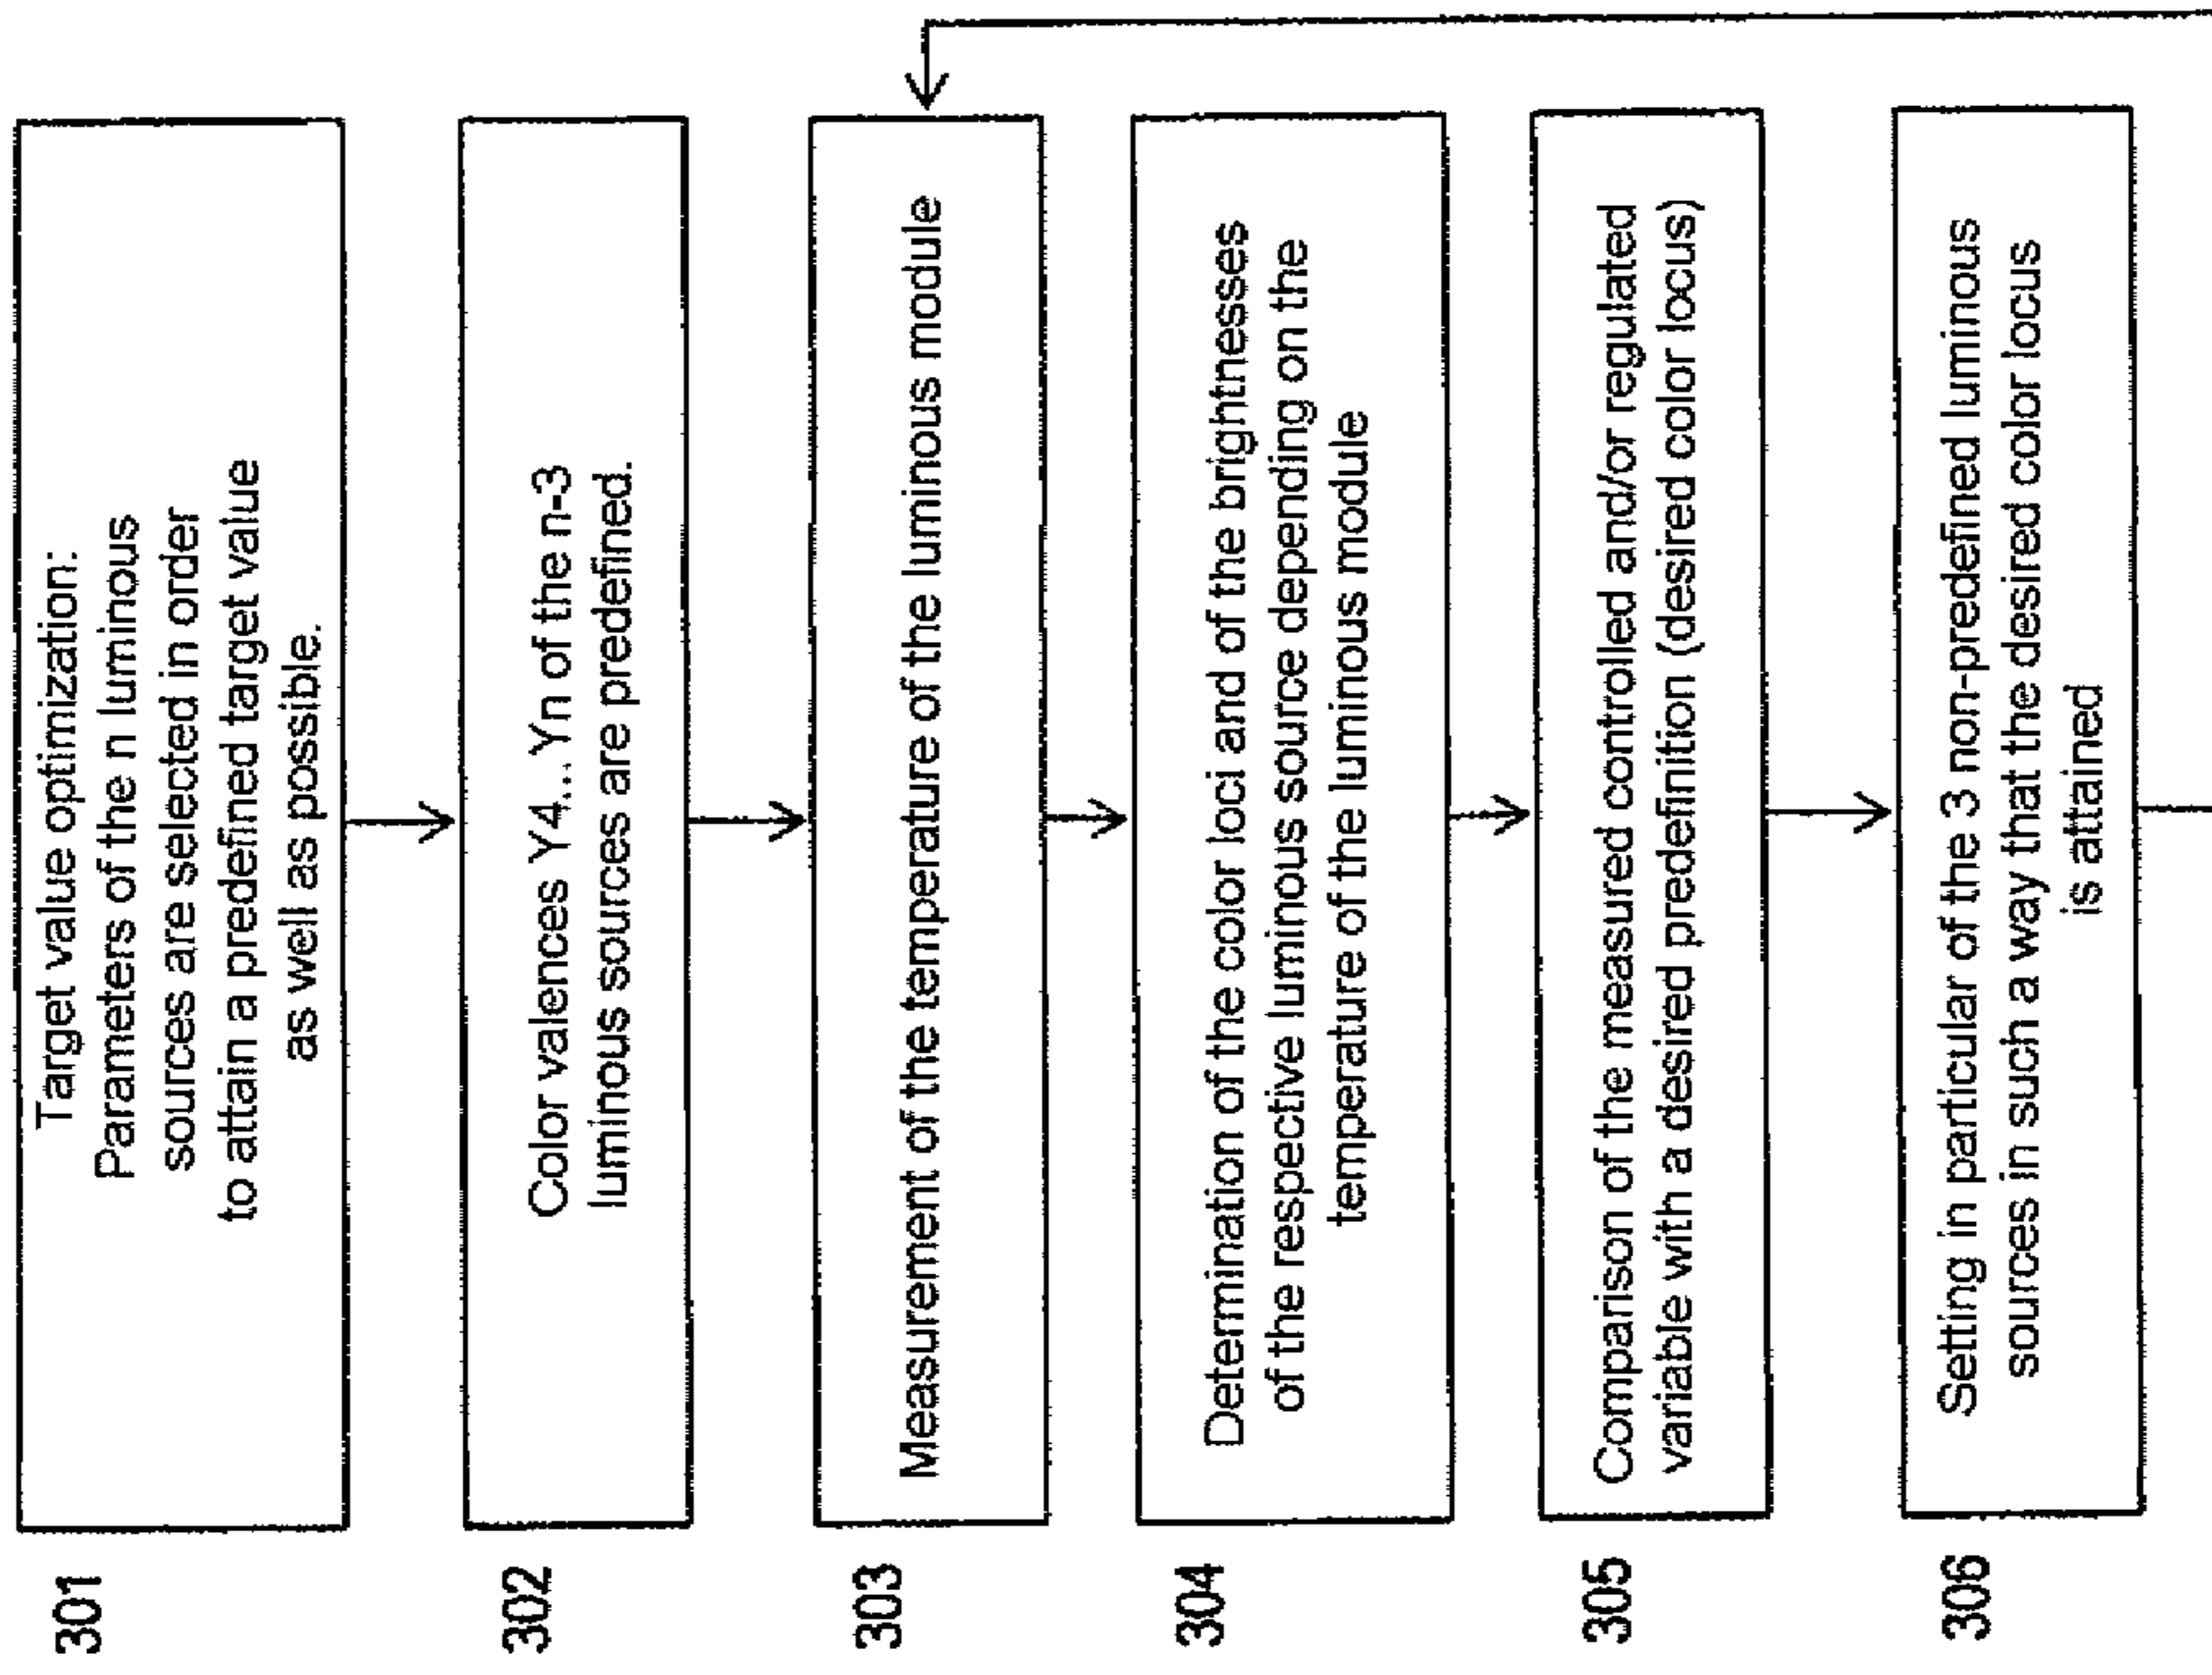 301
Target value optimization:
Parameters of the n luminous
sources are selected in order
to attain a predefined target value
as well as possible.
302
Color valences Y4...Yn of the n-3
luminous sources are predefined.
303
Measurement of the temperature of the luminous module
304
Determination of the color loci and of the brightnesses
of the respective luminous source depending on the
temperature of the luminous module
305
Comparison of the measured controlled and/or regulated
variable with a desired predefinition (desired color locus)
306
Setting in particular of the 3 non-predefined luminous
sources in such a way that the desired color locus
is attained